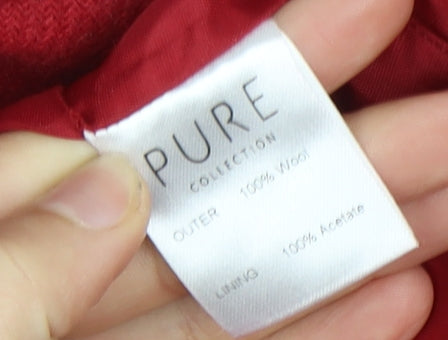 PURE
COLLECTION
OUTER 100% Wool
LINING 100% Acetate